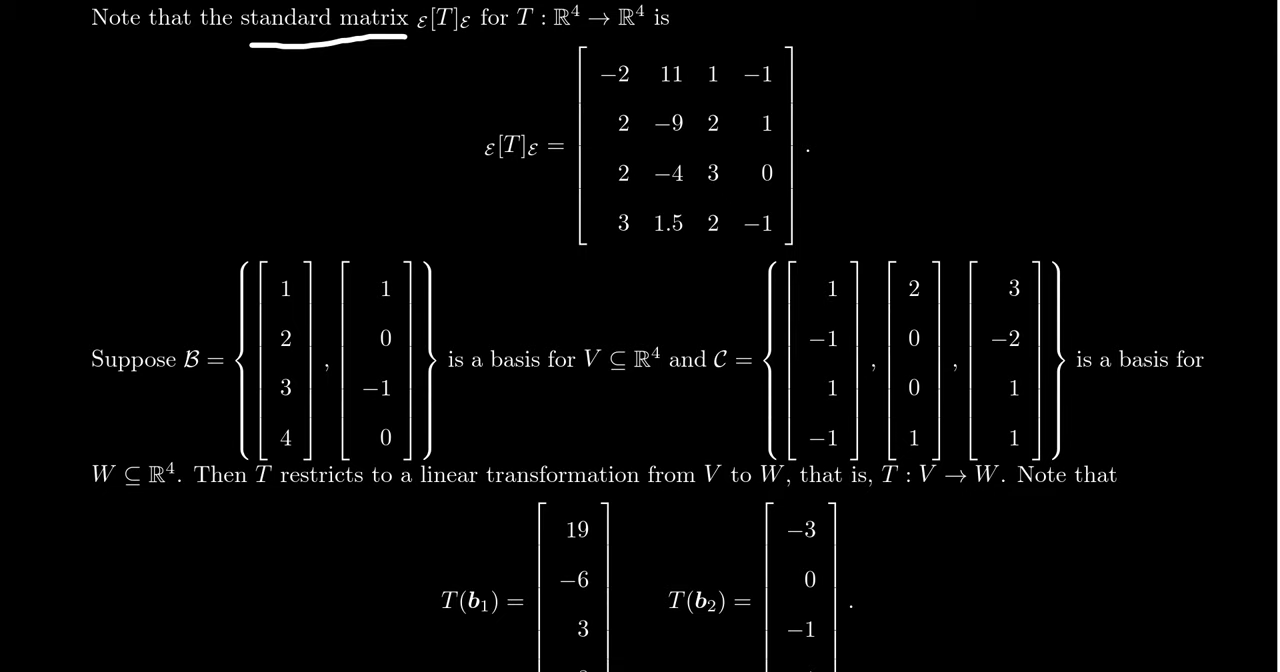 Note that the standard matrix ℰ[T]ℰ for T : ℝ⁴ → ℝ⁴ is
ℰ[T]ℰ = [ −2 11 1 −1
2 −9 2 1
2 −4 3 0
3 1.5 2 −1 ] .
Suppose ℬ = { [ 1 2 3 4 ] , [ 1 0 −1 0 ] } is a basis for V ⊆ ℝ⁴ and 𝒞 = { [ 1 −1 1 −1 ] , [ 2 0 0 1 ] , [ 3 −2 1 1 ] } is a basis for
W ⊆ ℝ⁴. Then T restricts to a linear transformation from V to W, that is, T : V → W. Note that
T(𝒃₁) = [ 19 −6 3 T(𝒃₂) = [ −3 0 −1 .